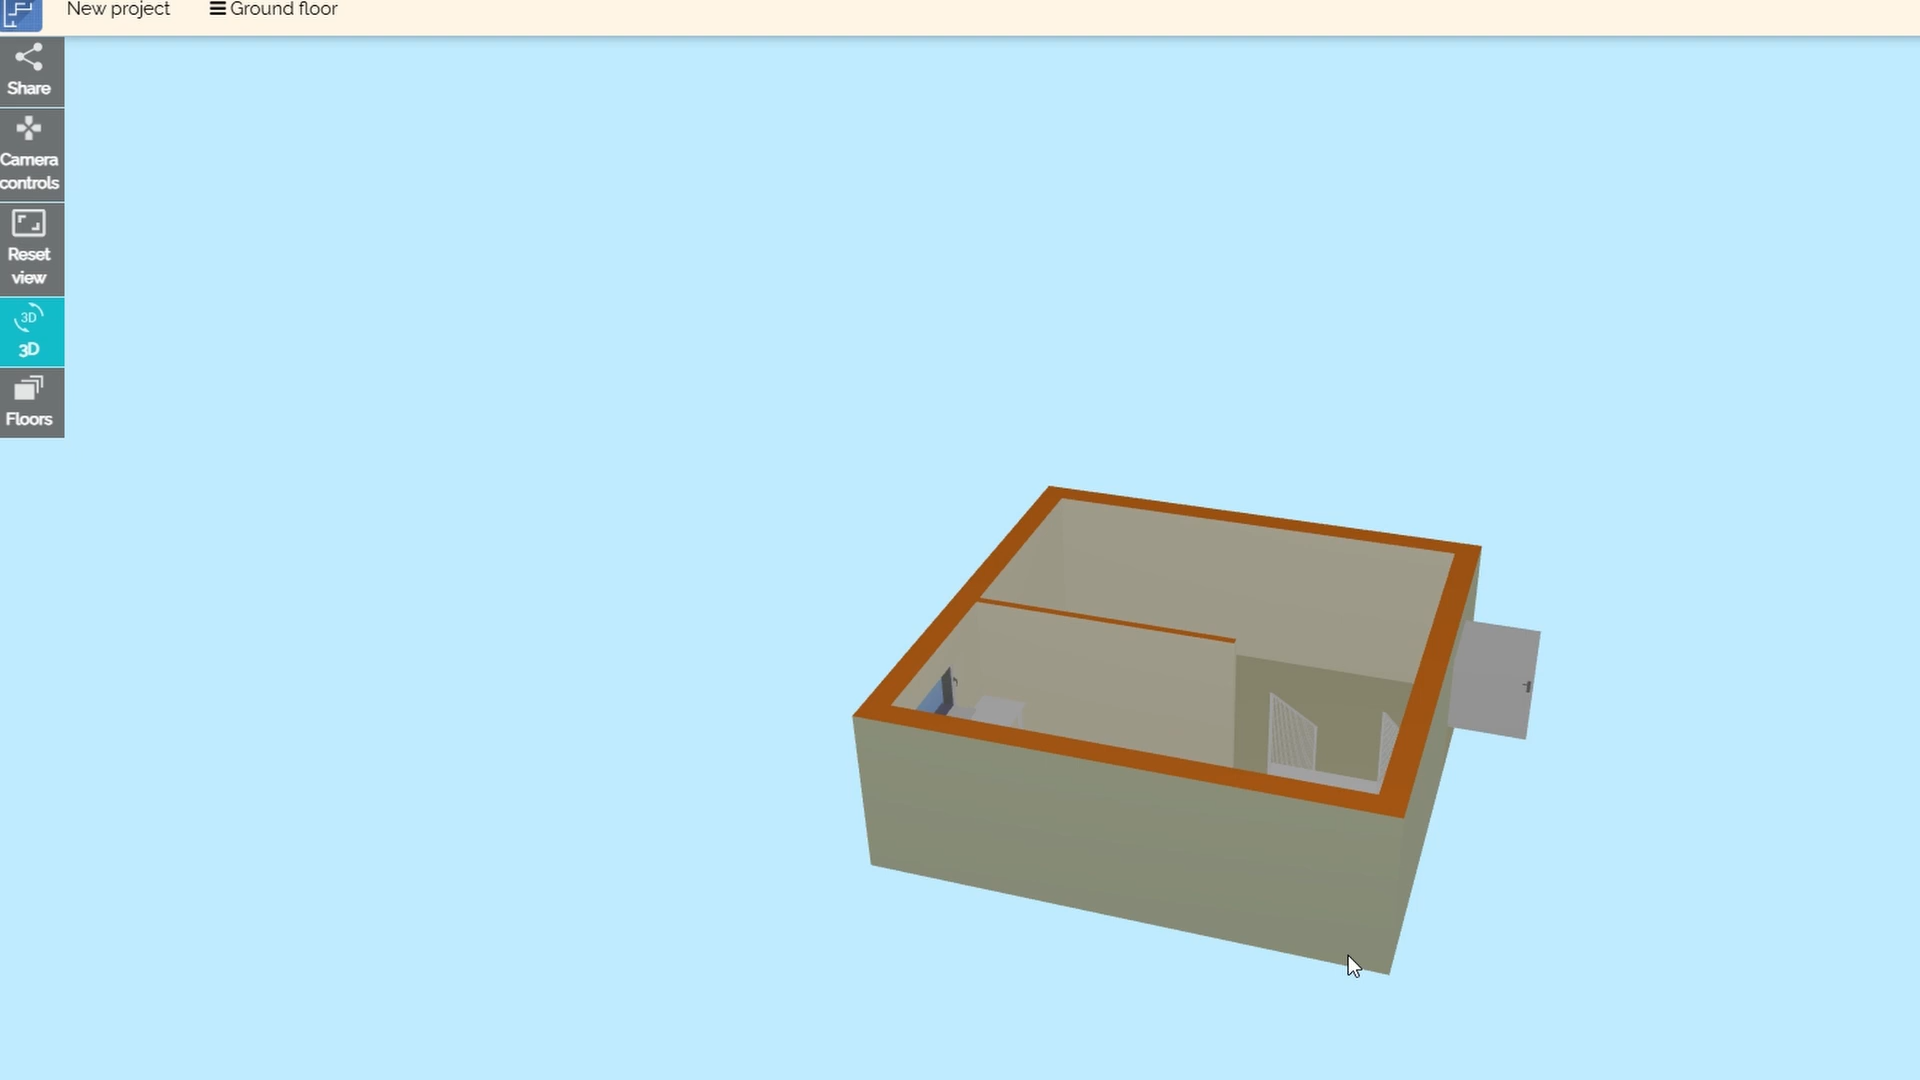 New project
Ground floor
Share
Camera
controls
Reset
view
3D
3D
Floors